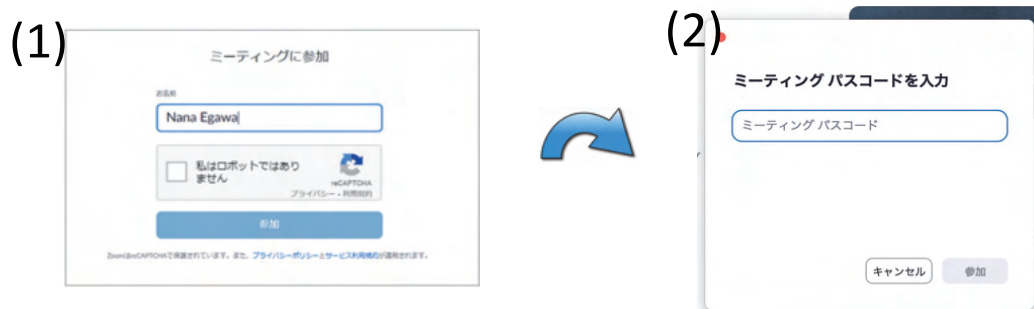 (1)
ミーティングに参加
お名前
Nana Egawa
私はロボットではあり
ません
reCAPTCHA
プライバシー - 利用規約
参加
ZoomはreCAPTCHAで保護されています。また、プライバシーポリシーとサービス利用規約が適用されます。
(2)
ミーティング パスコードを入力
ミーティング パスコード
キャンセル
参加